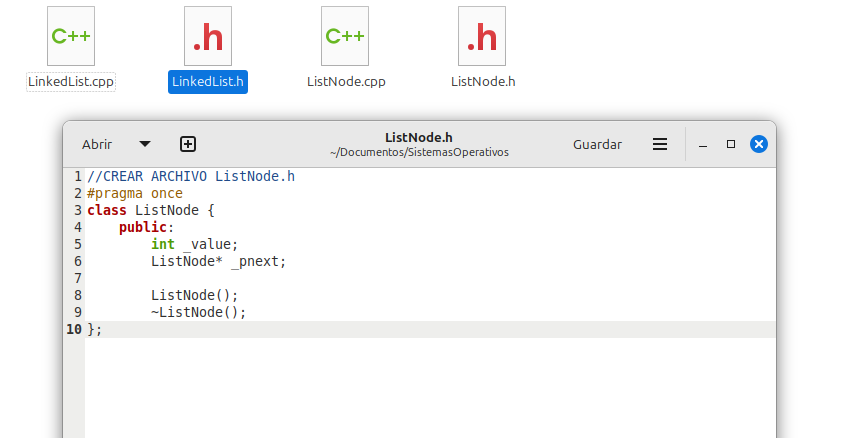 C++ .h C++ .h
LinkedList.cpp LinkedList.h ListNode.cpp ListNode.h
Abrir ListNode.h Guardar
~/Documentos/SistemasOperativos
1 //CREAR ARCHIVO ListNode.h
2 #pragma once
3 class ListNode {
4     public:
5         int _value;
6         ListNode* _pnext;
7
8         ListNode();
9         ~ListNode();
10 };